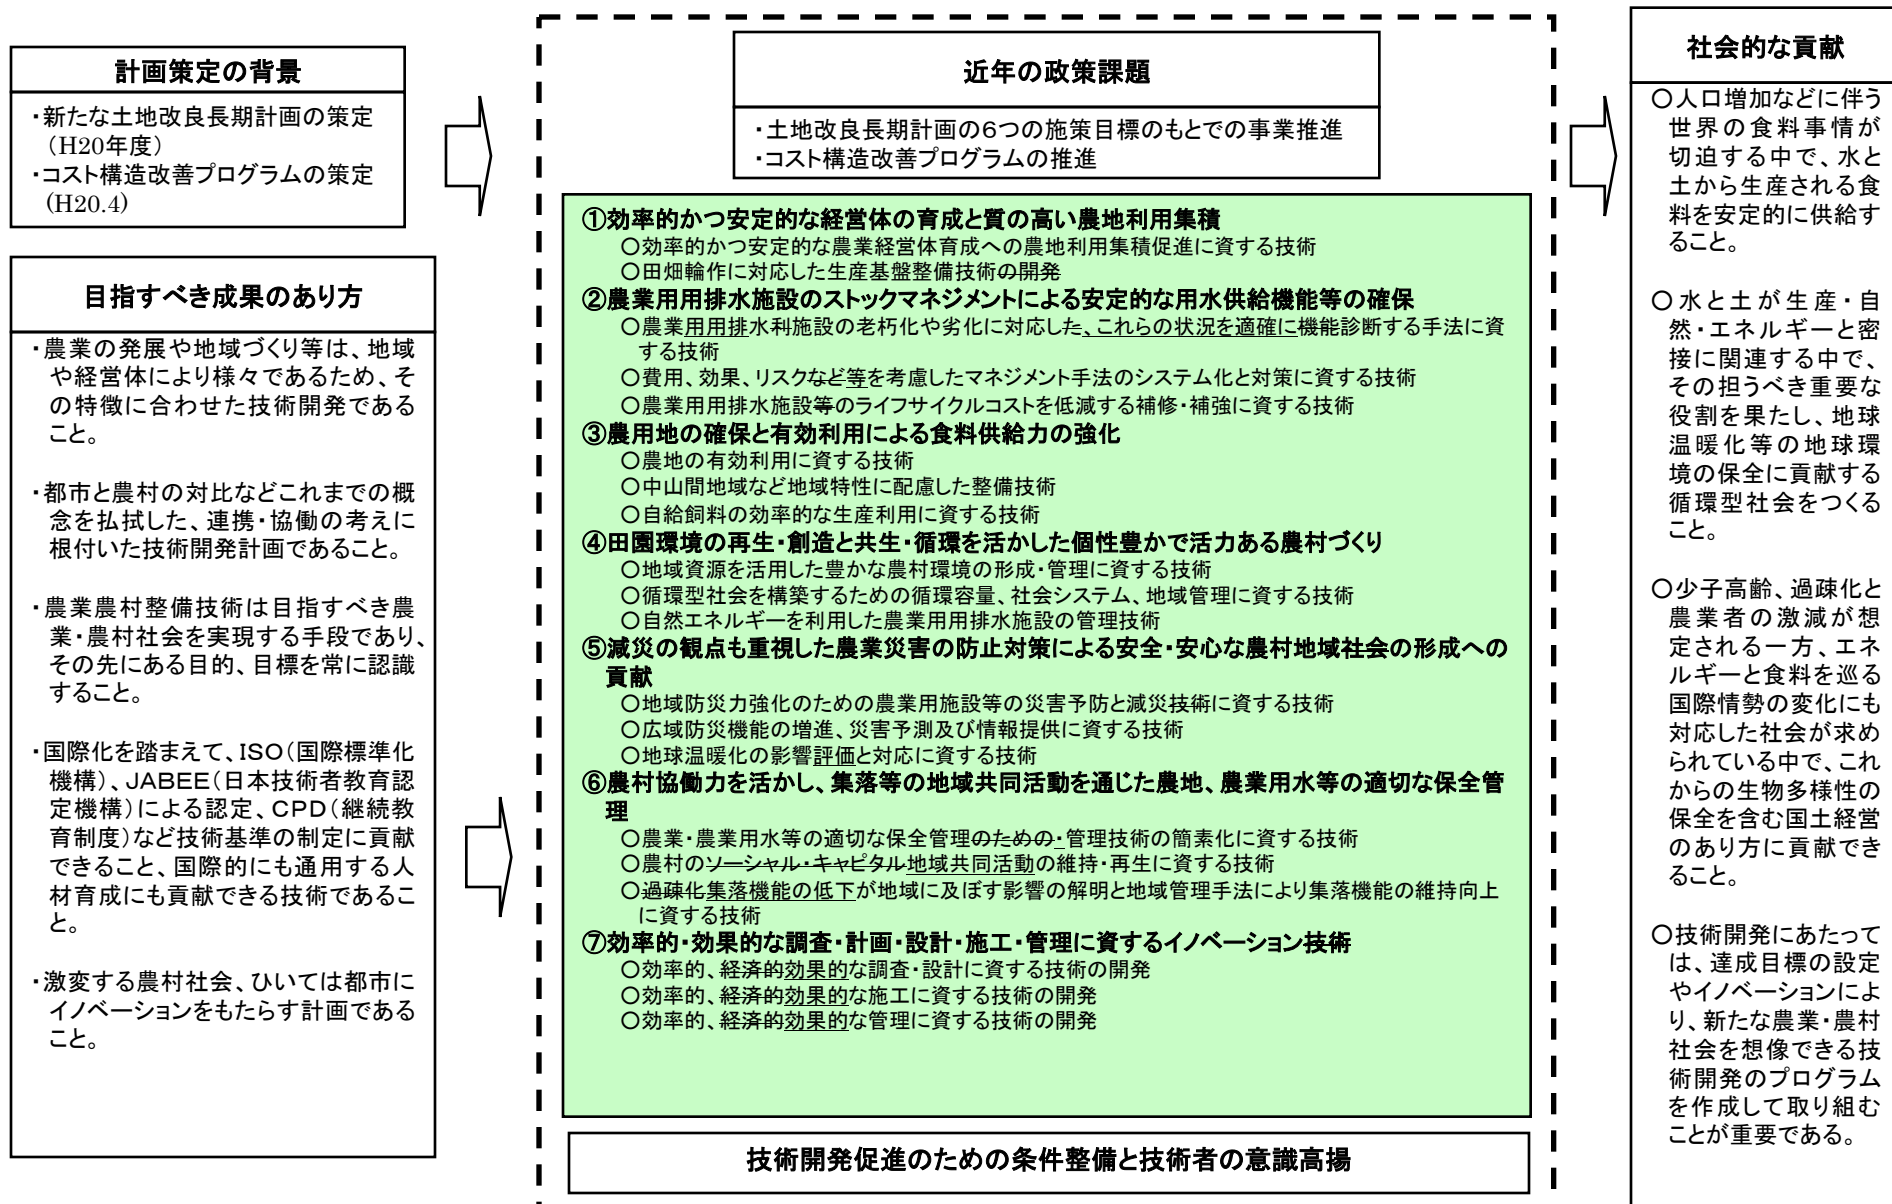 計画策定の背景
・新たな土地改良長期計画の策定
（H20年度）
・コスト構造改善プログラムの策定
（H20.4）
目指すべき成果のあり方
・農業の発展や地域づくり等は、地域
や経営体により様々であるため、そ
の特徴に合わせた技術開発である
こと。
・都市と農村の対比などこれまでの概
念を払拭した、連携・協働の考えに
根付いた技術開発計画であること。
・農業農村整備技術は目指すべき農
業・農村社会を実現する手段であり、
その先にある目的、目標を常に認識
すること。
・国際化を踏まえて、ISO（国際標準化
機構）、JABEE（日本技術者教育認
定機構）による認定、CPD（継続教
育制度）など技術基準の制定に貢献
できること、国際的にも通用する人
材育成にも貢献できる技術であるこ
と。
・激変する農村社会、ひいては都市に
イノベーションをもたらす計画である
こと。
近年の政策課題
・土地改良長期計画の6つの施策目標のもとでの事業推進
・コスト構造改善プログラムの推進
①効率的かつ安定的な経営体の育成と質の高い農地利用集積
○効率的かつ安定的な農業経営体育成への農地利用集積促進に資する技術
○田畑輪作に対応した生産基盤整備技術の開発
②農業用用排水施設のストックマネジメントによる安定的な用水供給機能等の確保
○農業用用排水利施設の老朽化や劣化に対応した、これらの状況を適確に機能診断する手法に資
する技術
○費用、効果、リスクなど等を考慮したマネジメント手法のシステム化と対策に資する技術
○農業用用排水施設等のライフサイクルコストを低減する補修・補強に資する技術
③農用地の確保と有効利用による食料供給力の強化
○農地の有効利用に資する技術
○中山間地域など地域特性に配慮した整備技術
○自給飼料の効率的な生産利用に資する技術
④田園環境の再生・創造と共生・循環を活かした個性豊かで活力ある農村づくり
○地域資源を活用した豊かな農村環境の形成・管理に資する技術
○循環型社会を構築するための循環容量、社会システム、地域管理に資する技術
○自然エネルギーを利用した農業用用排水施設の管理技術
⑤減災の観点も重視した農業災害の防止対策による安全・安心な農村地域社会の形成への
貢献
○地域防災力強化のための農業用施設等の災害予防と減災技術に資する技術
○広域防災機能の増進、災害予測及び情報提供に資する技術
○地球温暖化の影響評価と対応に資する技術
⑥農村協働力を活かし、集落等の地域共同活動を通じた農地、農業用水等の適切な保全管
理
○農業・農業用水等の適切な保全管理のための・管理技術の簡素化に資する技術
○農村のソーシャル・キャピタル地域共同活動の維持・再生に資する技術
○過疎化集落機能の低下が地域に及ぼす影響の解明と地域管理手法により集落機能の維持向上
に資する技術
⑦効率的・効果的な調査・計画・設計・施工・管理に資するイノベーション技術
○効率的、経済的効果的な調査・設計に資する技術の開発
○効率的、経済的効果的な施工に資する技術の開発
○効率的、経済的効果的な管理に資する技術の開発
技術開発促進のための条件整備と技術者の意識高揚
社会的な貢献
○人口増加などに伴う
世界の食料事情が
切迫する中で、水と
土から生産される食
料を安定的に供給す
ること。
○水と土が生産・自
然・エネルギーと密
接に関連する中で、
その担うべき重要な
役割を果たし、地球
温暖化等の地球環
境の保全に貢献する
循環型社会をつくる
こと。
○少子高齢、過疎化と
農業者の激減が想
定される一方、エネ
ルギーと食料を巡る
国際情勢の変化にも
対応した社会が求め
られている中で、これ
からの生物多様性の
保全を含む国土経営
のあり方に貢献でき
ること。
○技術開発にあたって
は、達成目標の設定
やイノベーションによ
り、新たな農業・農村
社会を想像できる技
術開発のプログラム
を作成して取り組む
ことが重要である。